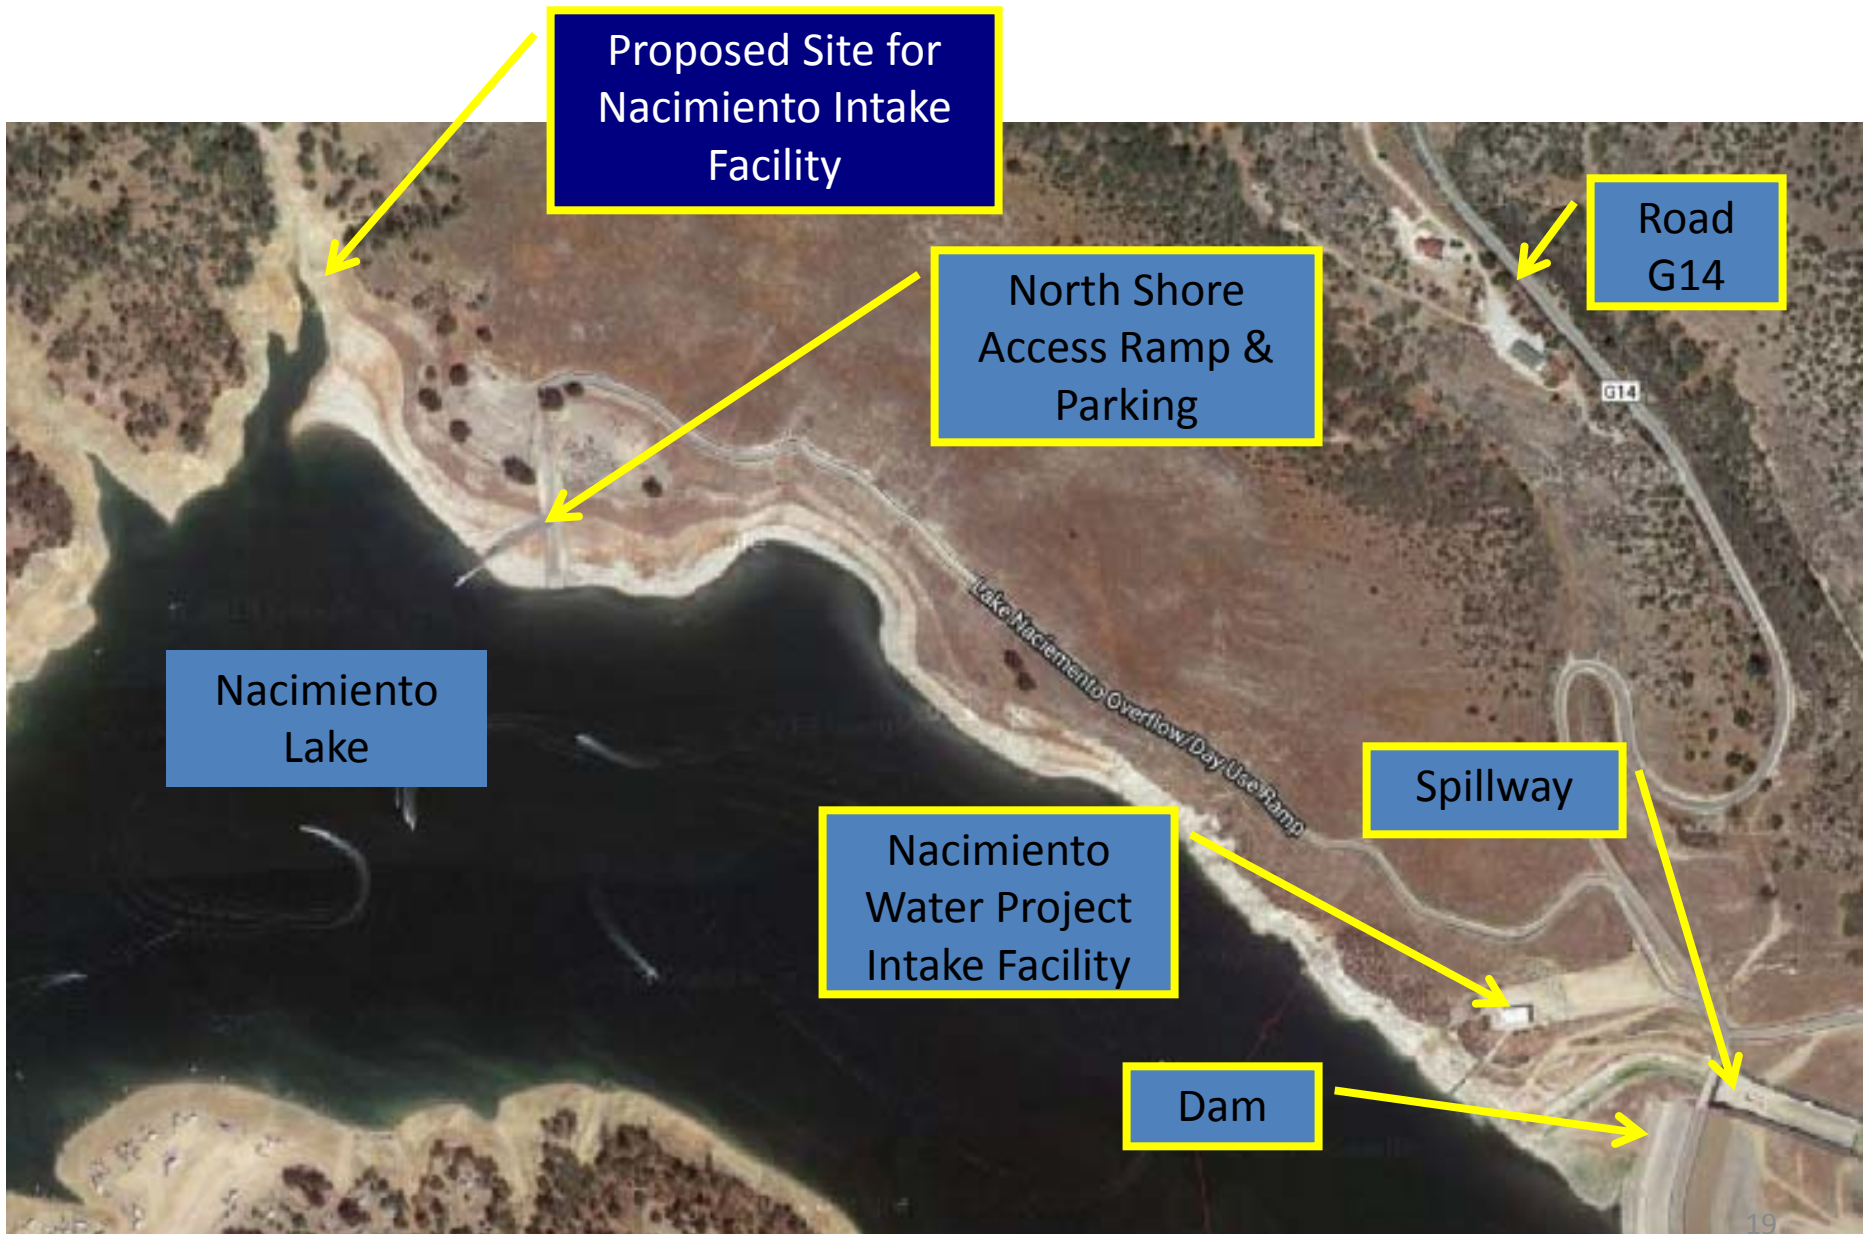 Proposed Site for
Nacimiento Intake
Facility
Road
G14
North Shore
Access Ramp &
Parking
G14
Lake Naciemento Overflow/Day Use Ramp
Nacimiento
Lake
Spillway
Nacimiento
Water Project
Intake Facility
Dam
19